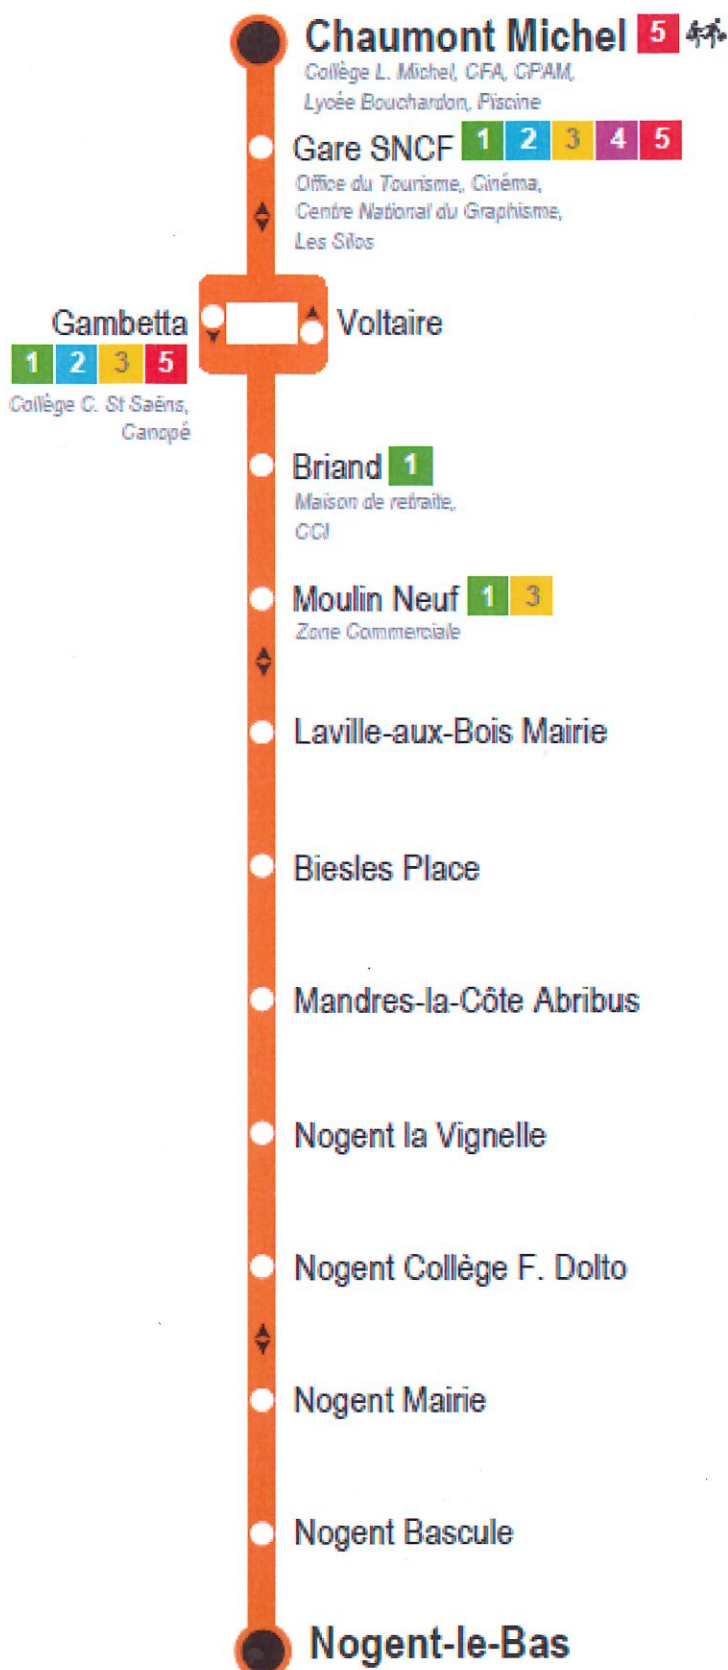 Chaumont Michel 5
Collège L. Michel, CFA, CPAM,
Lycée Bouchardon, Piscine
Gare SNCF 1 2 3 4 5
Office du Tourisme, Cinéma,
Centre National du Graphisme,
Les Silos
Gambetta
1 2 3 5
Collège C. St Saëns,
Canopé
Voltaire
Briand 1
Maison de retraite,
CCI
Moulin Neuf 1 3
Zone Commerciale
Laville-aux-Bois Mairie
Biesles Place
Mandres-la-Côte Abribus
Nogent la Vignelle
Nogent Collège F. Dolto
Nogent Mairie
Nogent Bascule
Nogent-le-Bas